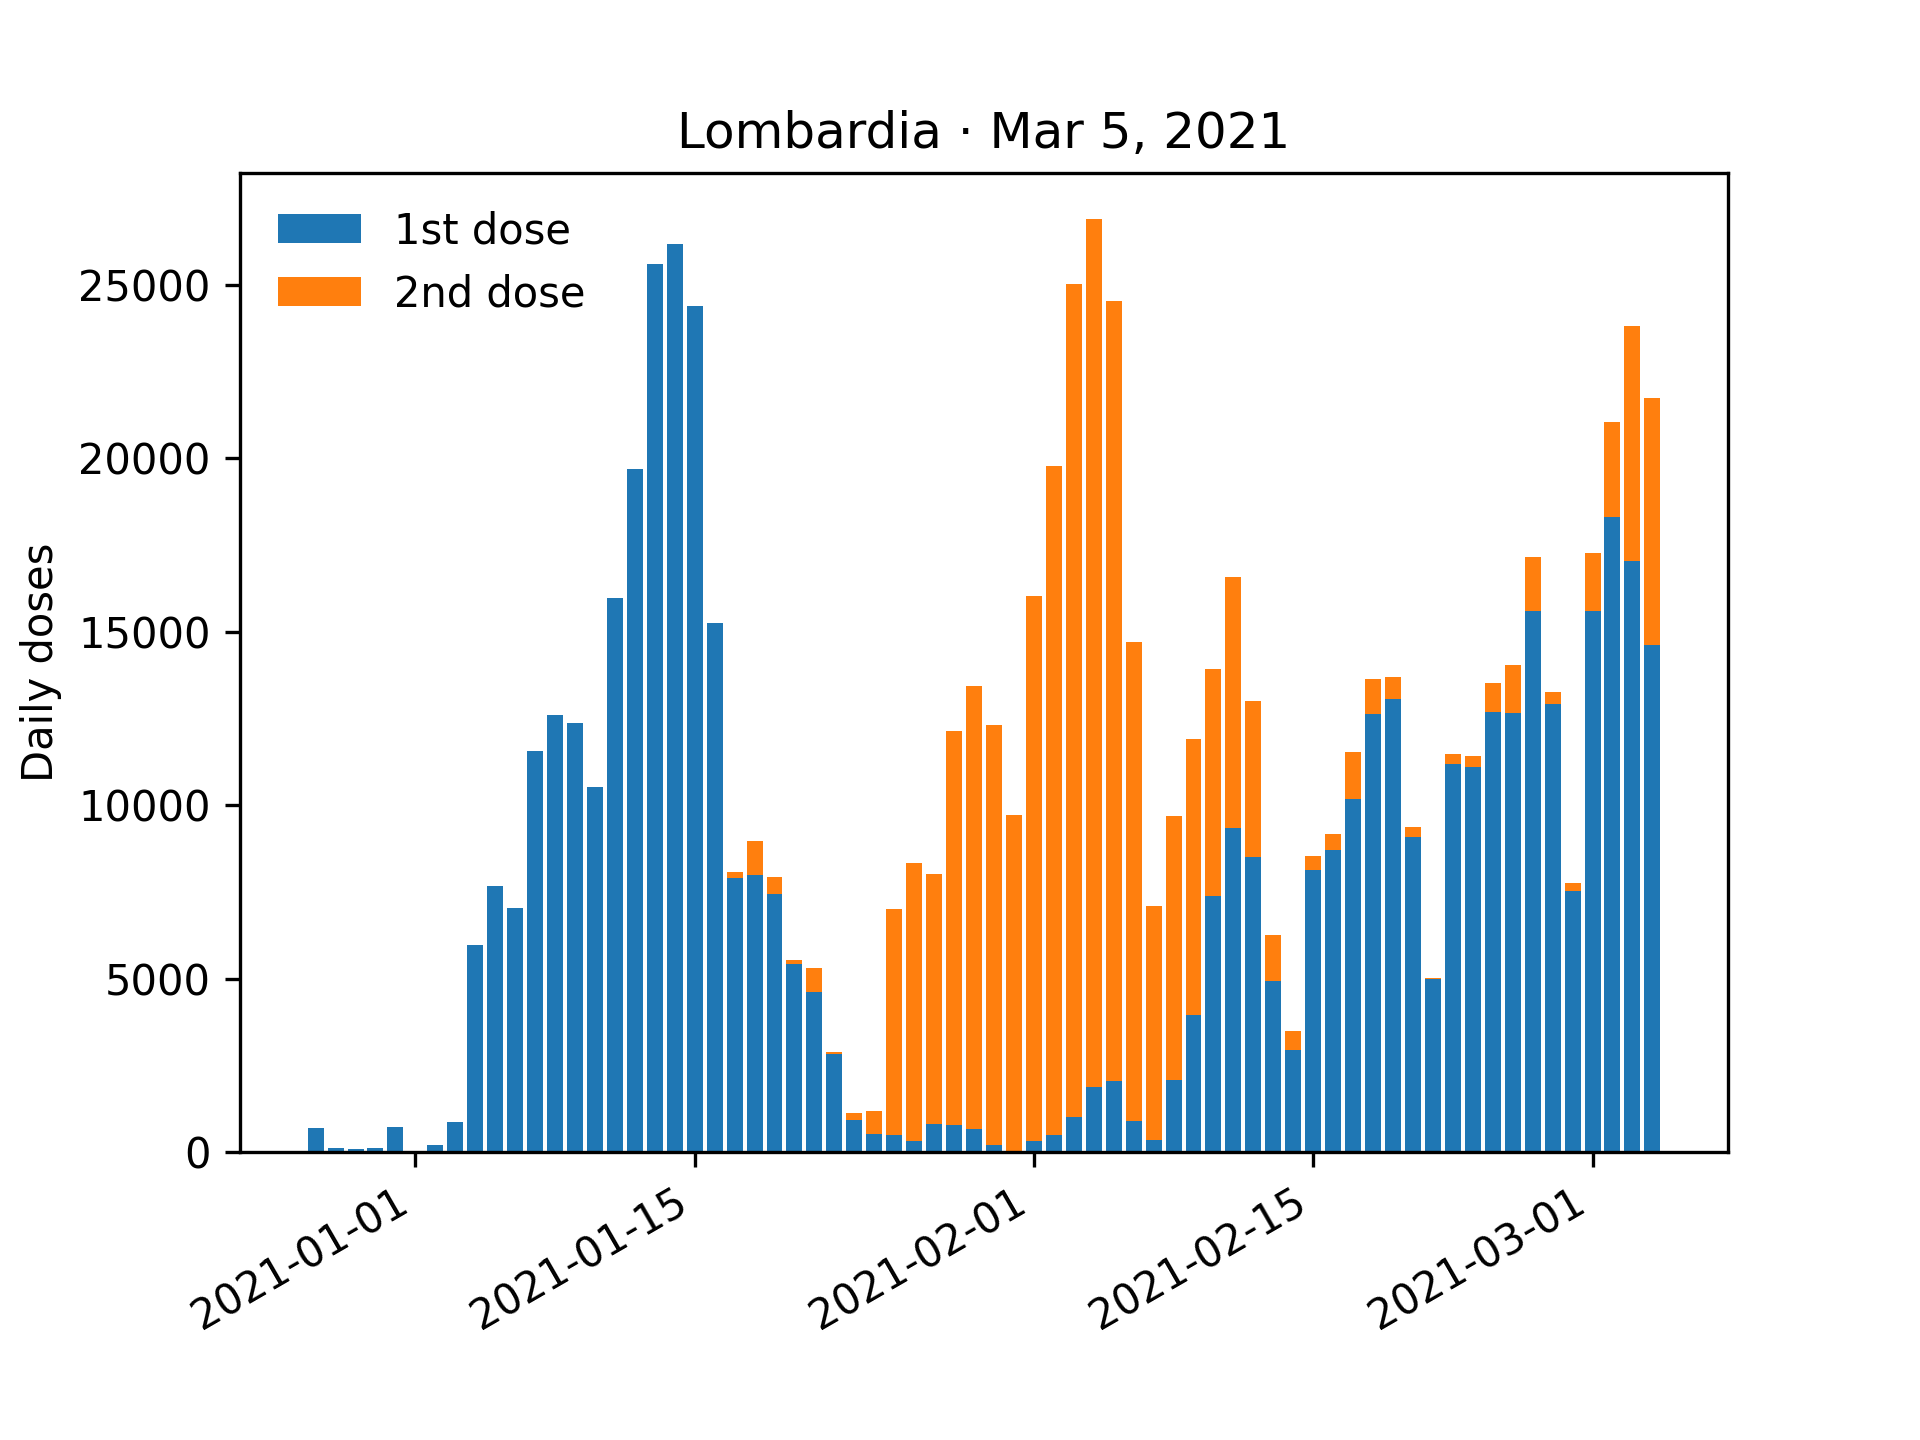 Lombardia · Mar 5, 2021
1st dose
2nd dose
Daily doses
25000
20000
15000
10000
5000
0
2021-01-01
2021-01-15
2021-02-01
2021-02-15
2021-03-01